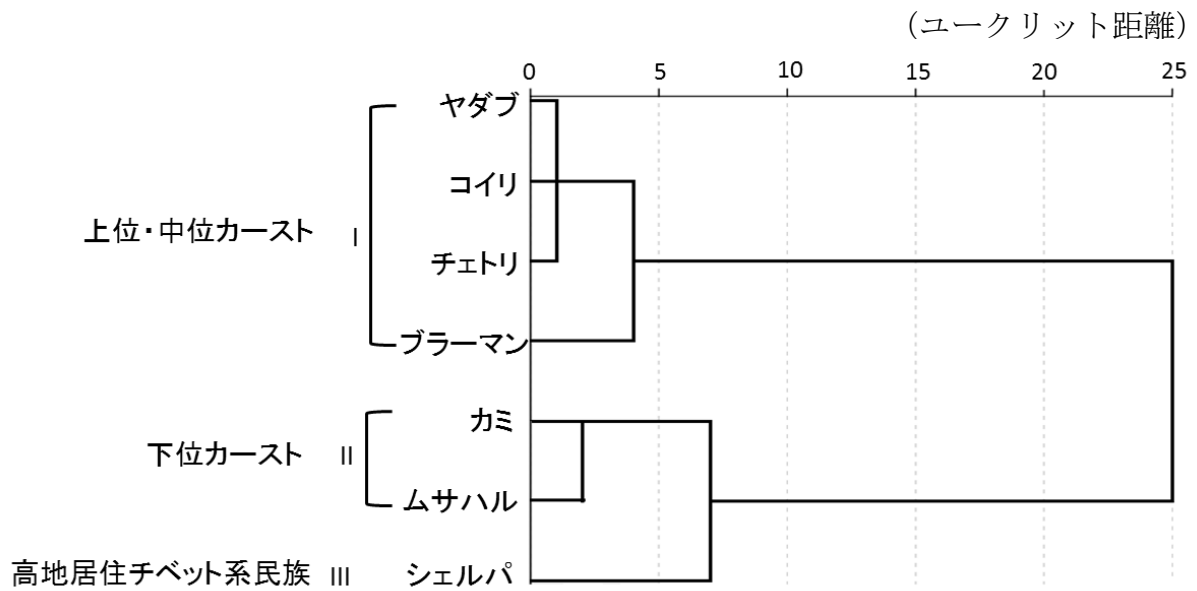 (ユークリット距離)
0 5 10 15 20 25
ヤダブ
コイリ
上位・中位カースト I
チェトリ
ブラーマン
カミ
下位カースト II
ムサハル
高地居住チベット系民族 III シェルパ